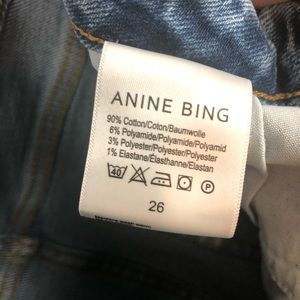 ANINE BING
90% Cotton/Coton/Baumwolle
6% Polyamide/Polyamide/Polyamid
3% Polyester/Polyester/Polyester
1% Elastane/Élasthanne/Elastan
40 P
26